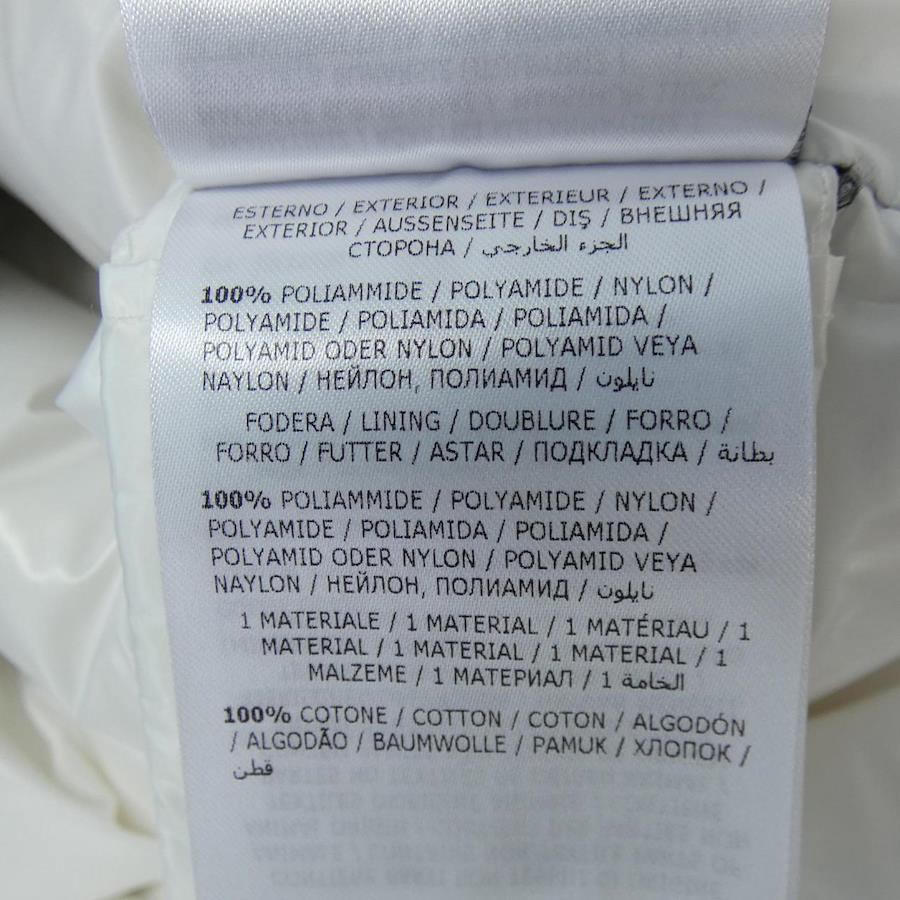 ESTERNO / EXTERIOR / EXTERIEUR / EXTERNO /
EXTERIOR / AUSSENSEITE / DIŞ / ВНЕШНЯЯ
СТОРОНА / الجزء الخارجي
100% POLIAMMIDE / POLYAMIDE / NYLON /
POLYAMIDE / POLIAMIDA / POLIAMIDA /
POLYAMID ODER NYLON / POLYAMID VEYA
NAYLON / НЕЙЛОН, ПОЛИАМИД / نايلون
FODERA / LINING / DOUBLURE / FORRO /
FORRO / FUTTER / ASTAR / ПОДКЛАДКА / بطانة
100% POLIAMMIDE / POLYAMIDE / NYLON /
POLYAMIDE / POLIAMIDA / POLIAMIDA /
POLYAMID ODER NYLON / POLYAMID VEYA
NAYLON / НЕЙЛОН, ПОЛИАМИД / نايلون
1 MATERIALE / 1 MATERIAL / 1 MATÉRIAU / 1
MATERIAL / 1 MATERIAL / 1 MATERIAL / 1
MALZEME / 1 МАТЕРИАЛ / 1 الخامة
100% COTONE / COTTON / COTON / ALGODÓN
/ ALGODÃO / BAUMWOLLE / PAMUK / ХЛОПОК /
قطن